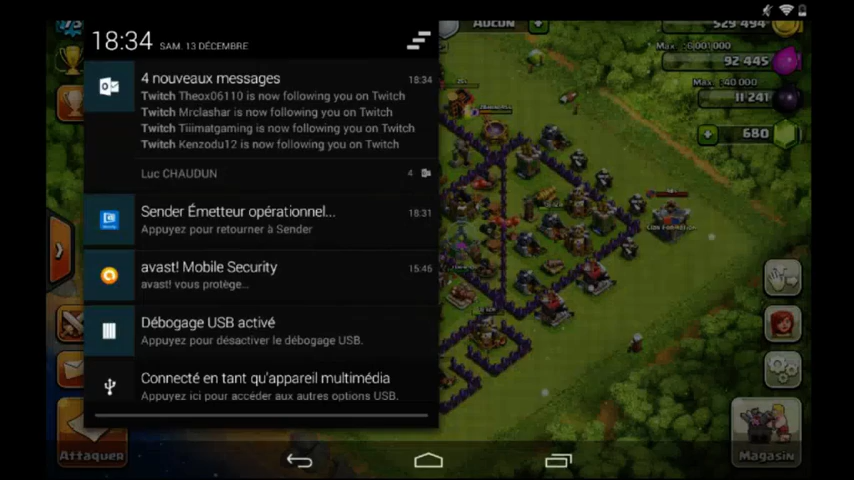 18:34 SAM. 13 DÉCEMBRE
4 nouveaux messages 18:34
Twitch Theox06110 is now following you on Twitch
Twitch Mrclashar is now following you on Twitch
Twitch Tiiimatgaming is now following you on Twitch
Twitch Kenzodu12 is now following you on Twitch
Luc CHAUDUN 4
Sender Émetteur opérationnel... 18:31
Appuyez pour retourner à Sender
avast! Mobile Security 15:46
avast! vous protège...
Débogage USB activé
Appuyez pour désactiver le débogage USB.
Connecté en tant qu'appareil multimédia
Appuyez ici pour accéder aux autres options USB.
AUCUN
529 494
Max: 6 001 000
92 445
Max: 40 000
11 241
680
Attaquer
Magasin